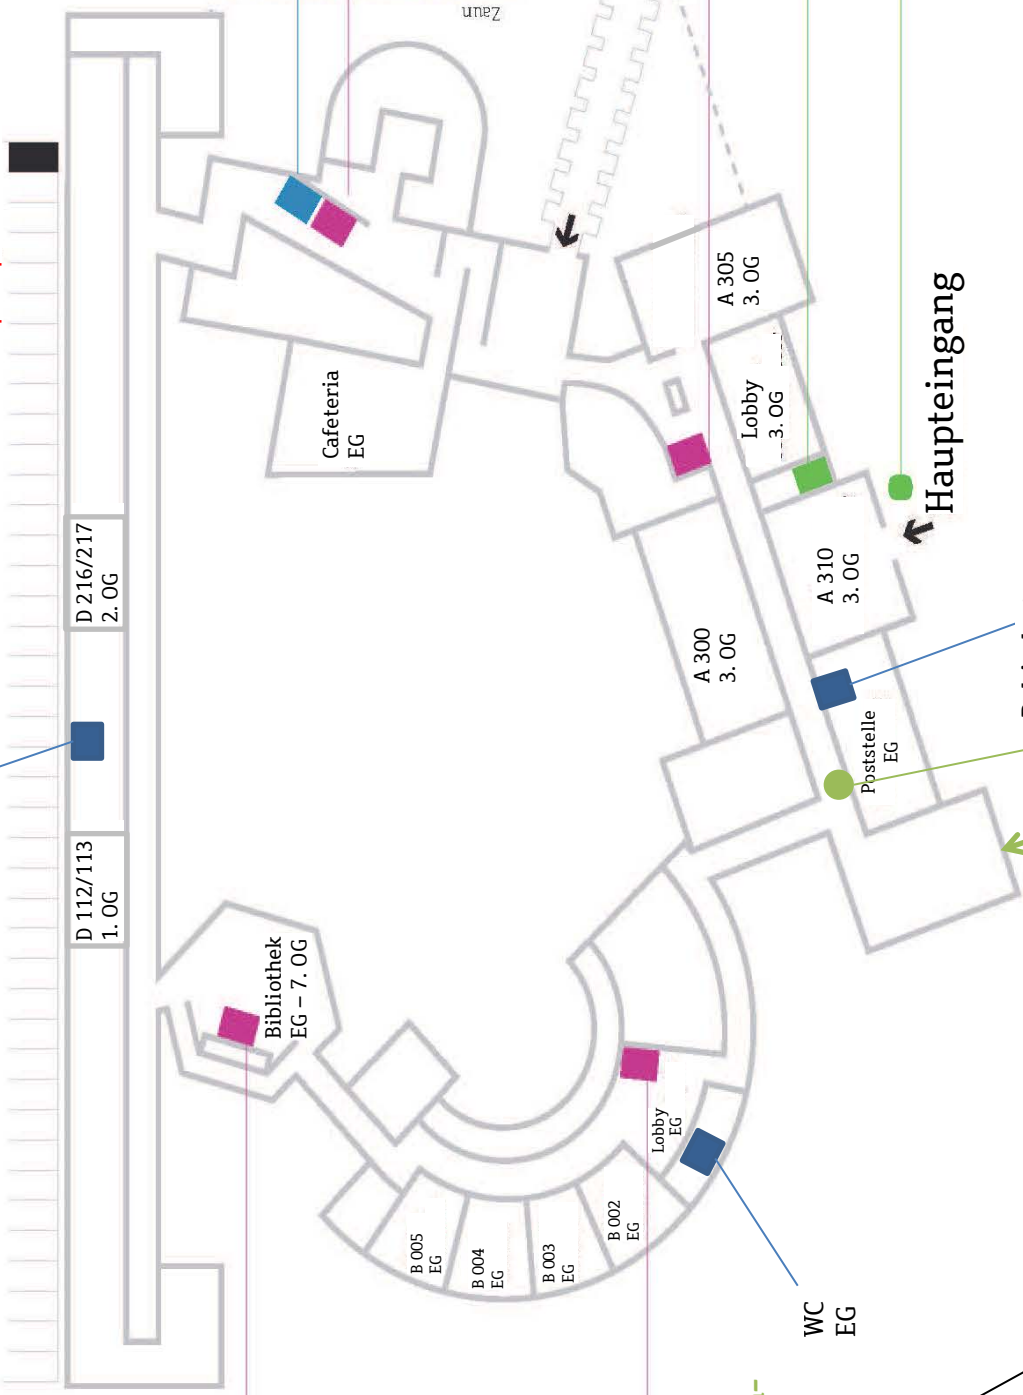 Zaun
D 216/217
2. OG
D 112/113
1. OG
Cafeteria
EG
A 305
3. OG
Lobby
3. OG
A 310
3. OG
A 300
3. OG
Haupteingang
Poststelle
EG
Bibliothek
EG – 7. OG
Lobby
EG
B 005
EG
B 004
EG
B 003
EG
B 002
EG
WC
EG